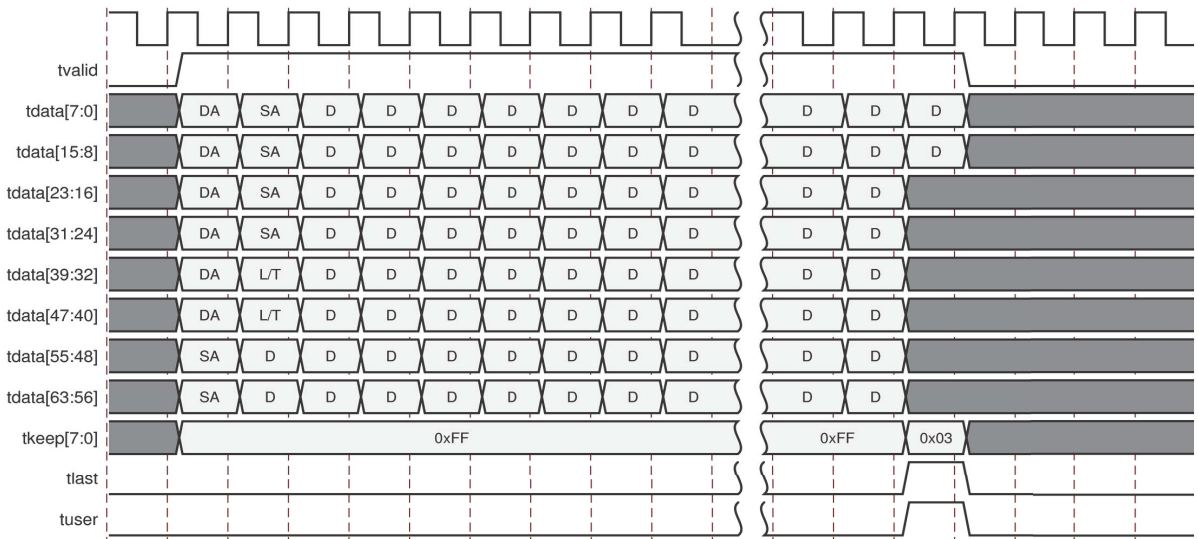 tvalid
tdata[7:0] DA SA D D D D D D D D D D
tdata[15:8] DA SA D D D D D D D D D D
tdata[23:16] DA SA D D D D D D D D D
tdata[31:24] DA SA D D D D D D D D D
tdata[39:32] DA L/T D D D D D D D D D
tdata[47:40] DA L/T D D D D D D D D D
tdata[55:48] SA D D D D D D D D D D
tdata[63:56] SA D D D D D D D D D D
tkeep[7:0] 0xFF 0xFF 0x03
tlast
tuser